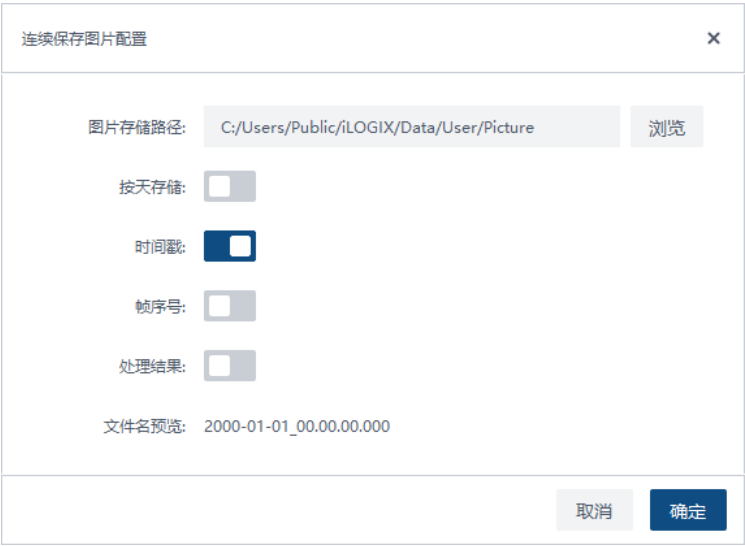 连续保存图片配置
图片存储路径: C:/Users/Public/iLOGIX/Data/User/Picture 浏览
按天存储:
时间戳:
帧序号:
处理结果:
文件名预览: 2000-01-01_00.00.00.000
取消 确定